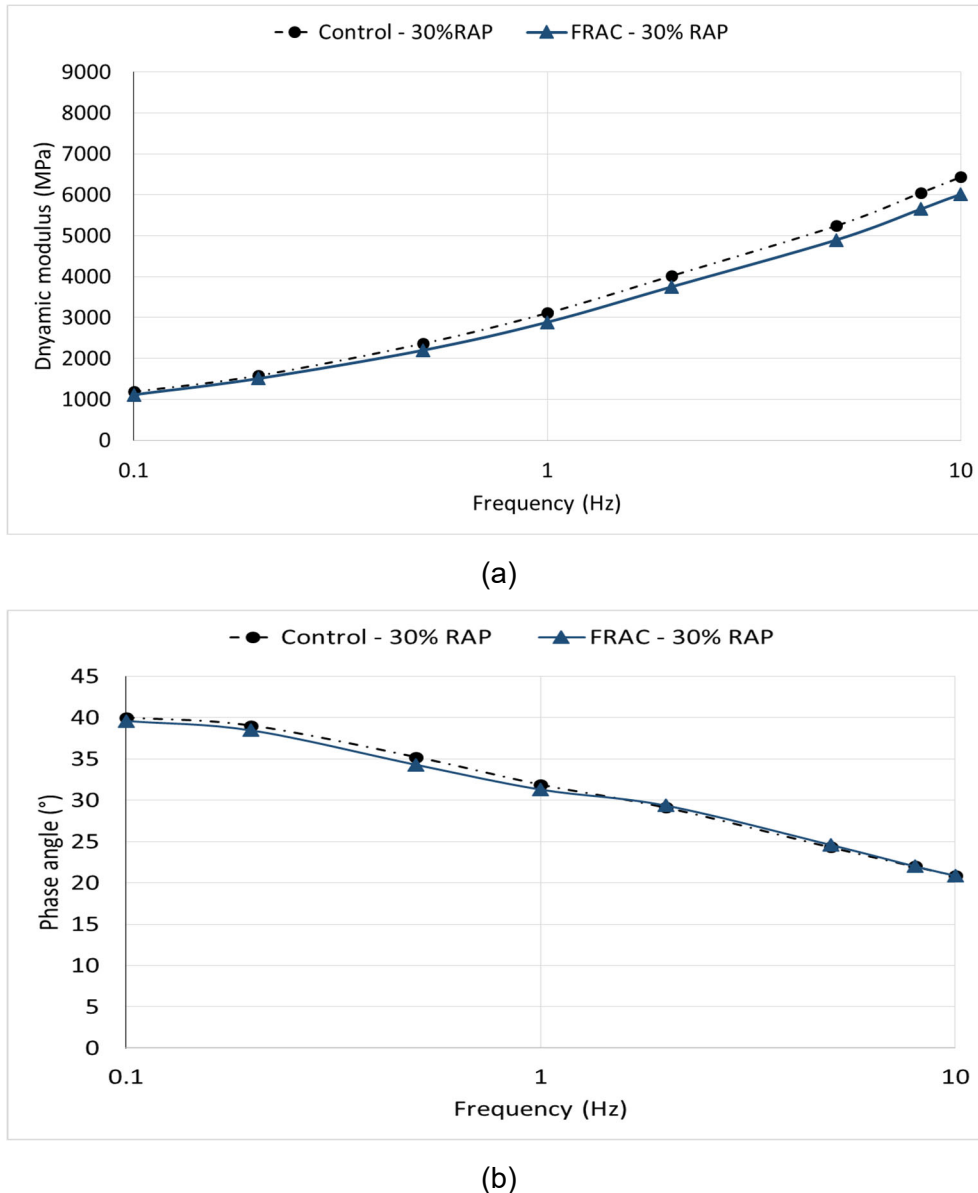 Control - 30%RAP FRAC - 30% RAP
9000
8000
7000
6000
5000
4000
3000
2000
1000
0
Dnyamic modulus (MPa)
0.1 1 10
Frequency (Hz)
(a)
Control - 30% RAP FRAC - 30% RAP
45
40
35
30
25
20
15
10
5
0
Phase angle (°)
0.1 1 10
Frequency (Hz)
(b)